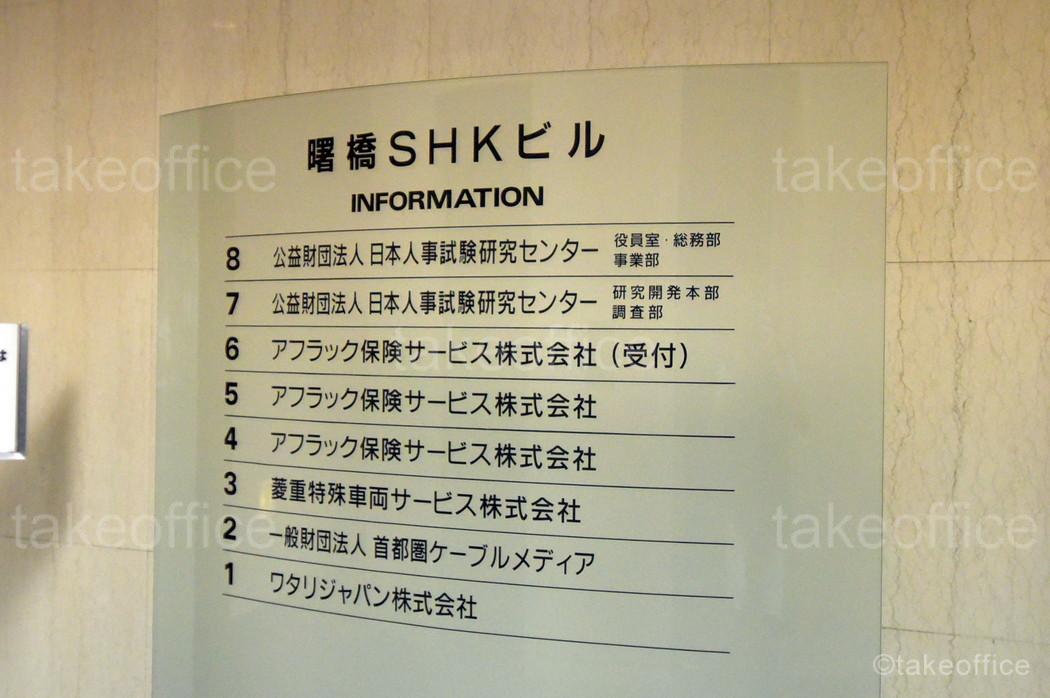 曙橋SHKビル
INFORMATION
8 公益財団法人 日本人事試験研究センター 役員室・総務部
事業部
7 公益財団法人 日本人事試験研究センター 研究開発本部
調査部
6 アフラック保険サービス株式会社（受付）
5 アフラック保険サービス株式会社
4 アフラック保険サービス株式会社
3 菱重特殊車両サービス株式会社
2 一般財団法人 首都圏ケーブルメディア
1 ワタリジャパン株式会社
は
takeoffice
takeoffice
takeoffice
takeoffice
takeoffice
©takeoffice